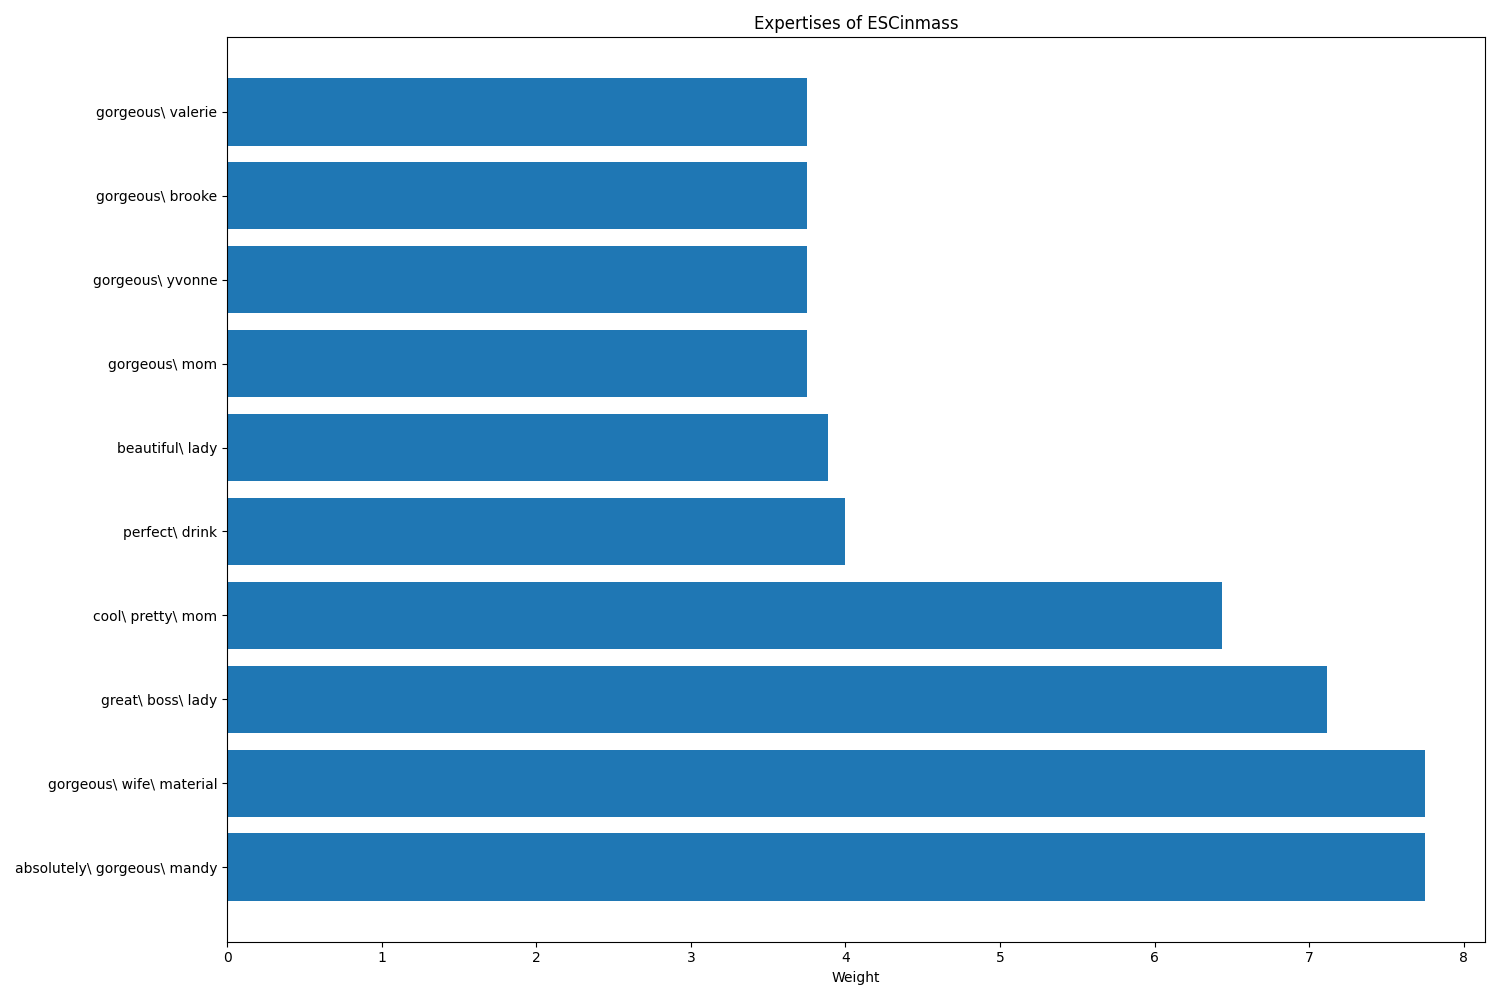 Expertises of ESCinmass
gorgeous\ valerie
gorgeous\ brooke
gorgeous\ yvonne
gorgeous\ mom
beautiful\ lady
perfect\ drink
cool\ pretty\ mom
great\ boss\ lady
gorgeous\ wife\ material
absolutely\ gorgeous\ mandy
0 1 2 3 4 5 6 7 8
Weight